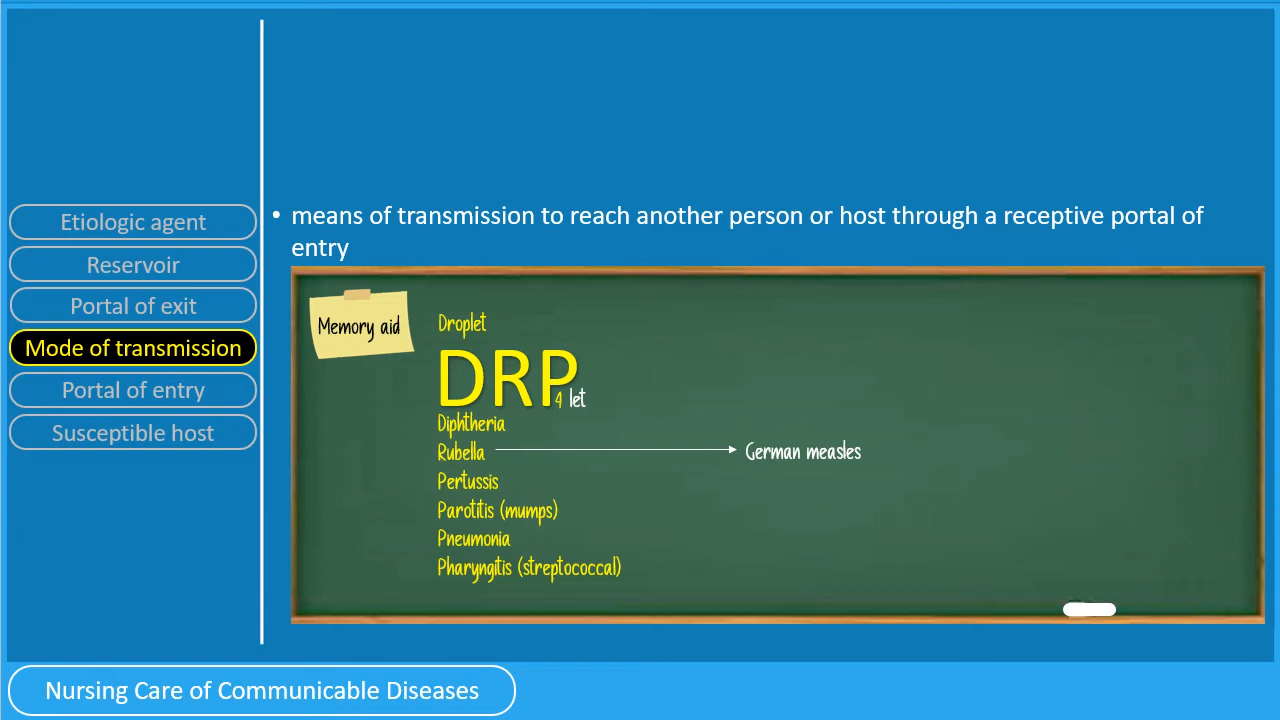 Etiologic agent
Reservoir
Portal of exit
Mode of transmission
Portal of entry
Susceptible host
• means of transmission to reach another person or host through a receptive portal of
entry
Memory aid
Droplet
DRP4 let
Diphtheria
Rubella German measles
Pertussis
Parotitis (mumps)
Pneumonia
Pharyngitis (streptococcal)
Nursing Care of Communicable Diseases